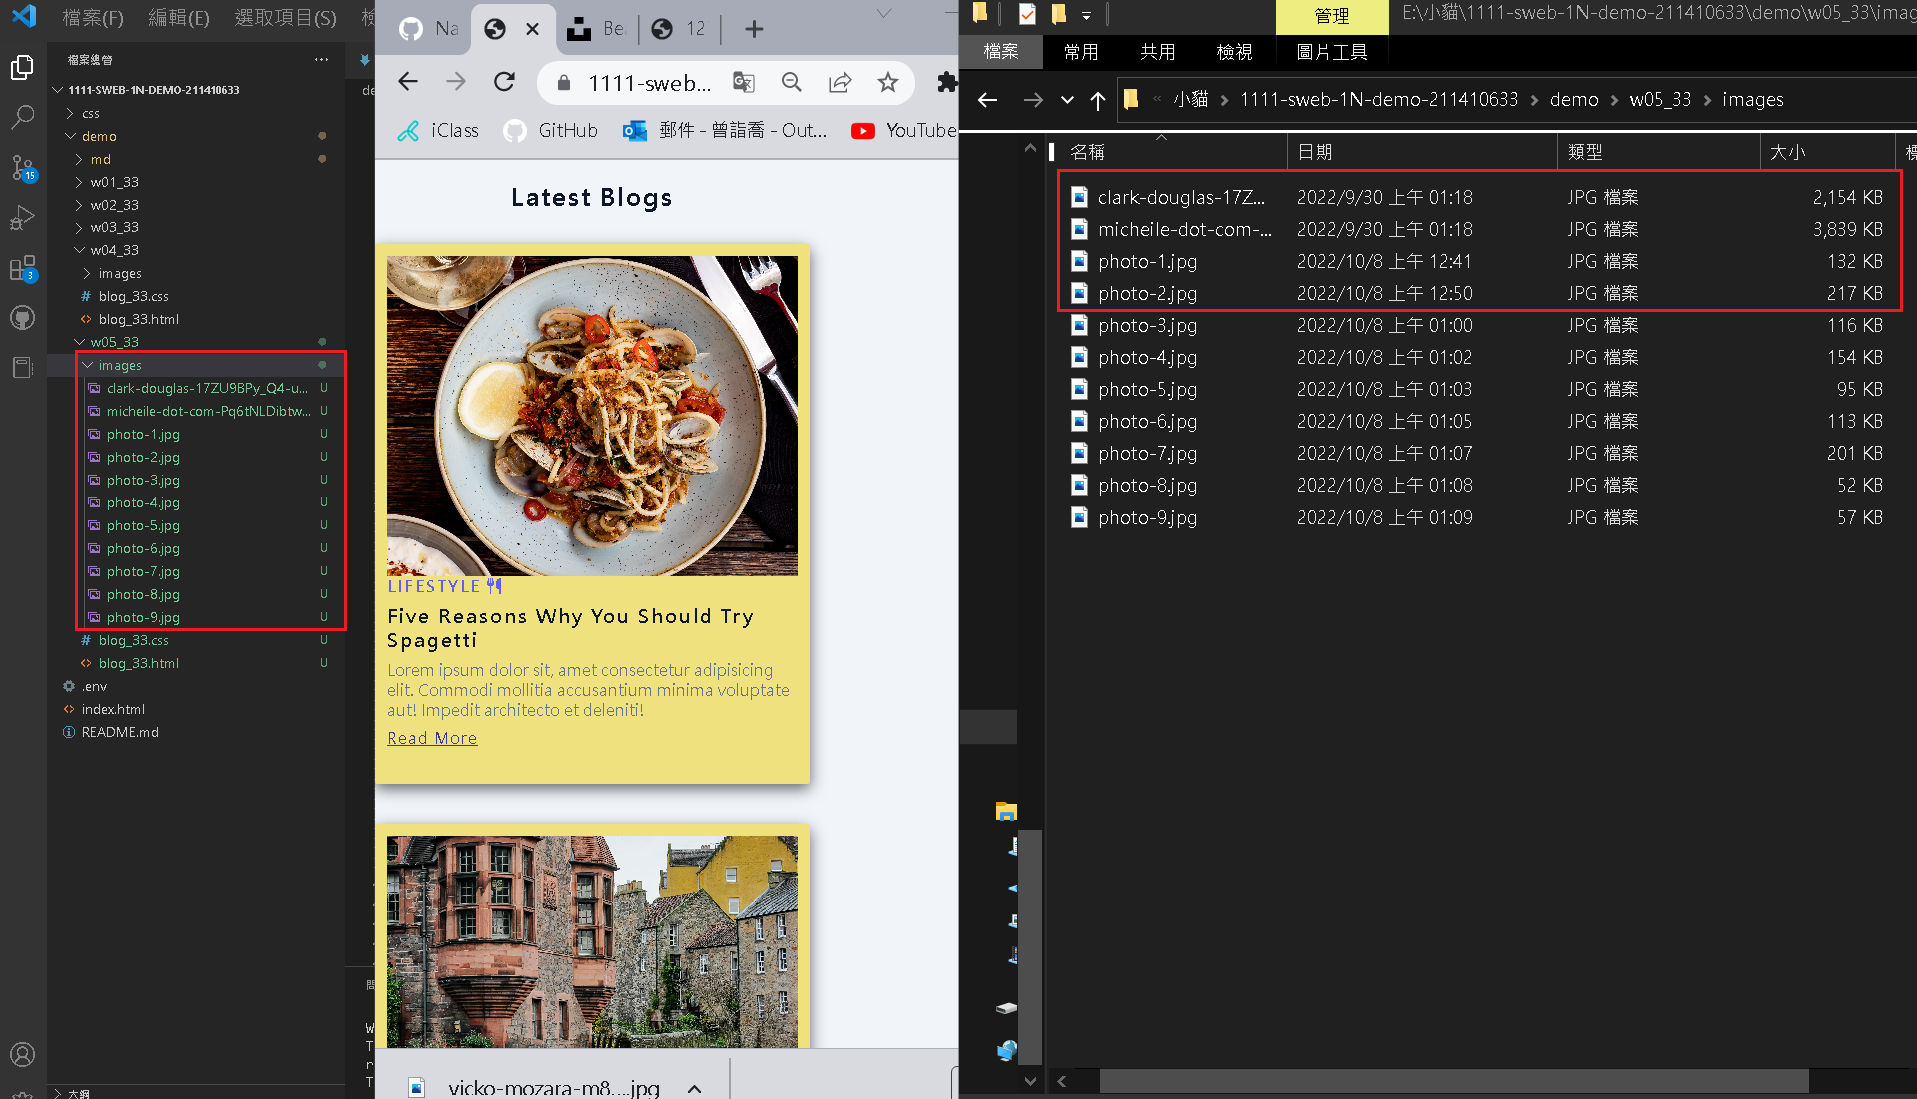 檔案(F) 編輯(E) 選取項目(S)
檔案總管
1111-SWEB-1N-DEMO-211410633
css
demo
md
w01_33
w02_33
w03_33
w04_33
images
blog_33.css
blog_33.html
w05_33
images
clark-douglas-17ZU9BPy_Q4-u... U
micheile-dot-com-Pq6tNLDibtw... U
photo-1.jpg U
photo-2.jpg U
photo-3.jpg U
photo-4.jpg U
photo-5.jpg U
photo-6.jpg U
photo-7.jpg U
photo-8.jpg U
photo-9.jpg U
blog_33.css U
blog_33.html U
.env
index.html
README.md
大綱
15
3
Na
Be
12
1111-sweb...
iClass GitHub 郵件 - 曾詣喬 - Out... YouTube
Latest Blogs
LIFESTYLE
Five Reasons Why You Should Try
Spagetti
Lorem ipsum dolor sit, amet consectetur adipisicing
elit. Commodi mollitia accusantium minima voluptate
aut! Impedit architecto et deleniti!
Read More
vicko-mozara-m8....jpg
管理 E:\小貓\1111-sweb-1N-demo-211410633\demo\w05_33\imag
檔案 常用 共用 檢視 圖片工具
« 小貓 > 1111-sweb-1N-demo-211410633 > demo > w05_33 > images
名稱 日期 類型 大小
clark-douglas-17Z... 2022/9/30 上午 01:18 JPG 檔案 2,154 KB
micheile-dot-com-... 2022/9/30 上午 01:18 JPG 檔案 3,839 KB
photo-1.jpg 2022/10/8 上午 12:41 JPG 檔案 132 KB
photo-2.jpg 2022/10/8 上午 12:50 JPG 檔案 217 KB
photo-3.jpg 2022/10/8 上午 01:00 JPG 檔案 116 KB
photo-4.jpg 2022/10/8 上午 01:02 JPG 檔案 154 KB
photo-5.jpg 2022/10/8 上午 01:03 JPG 檔案 95 KB
photo-6.jpg 2022/10/8 上午 01:05 JPG 檔案 113 KB
photo-7.jpg 2022/10/8 上午 01:07 JPG 檔案 201 KB
photo-8.jpg 2022/10/8 上午 01:08 JPG 檔案 52 KB
photo-9.jpg 2022/10/8 上午 01:09 JPG 檔案 57 KB